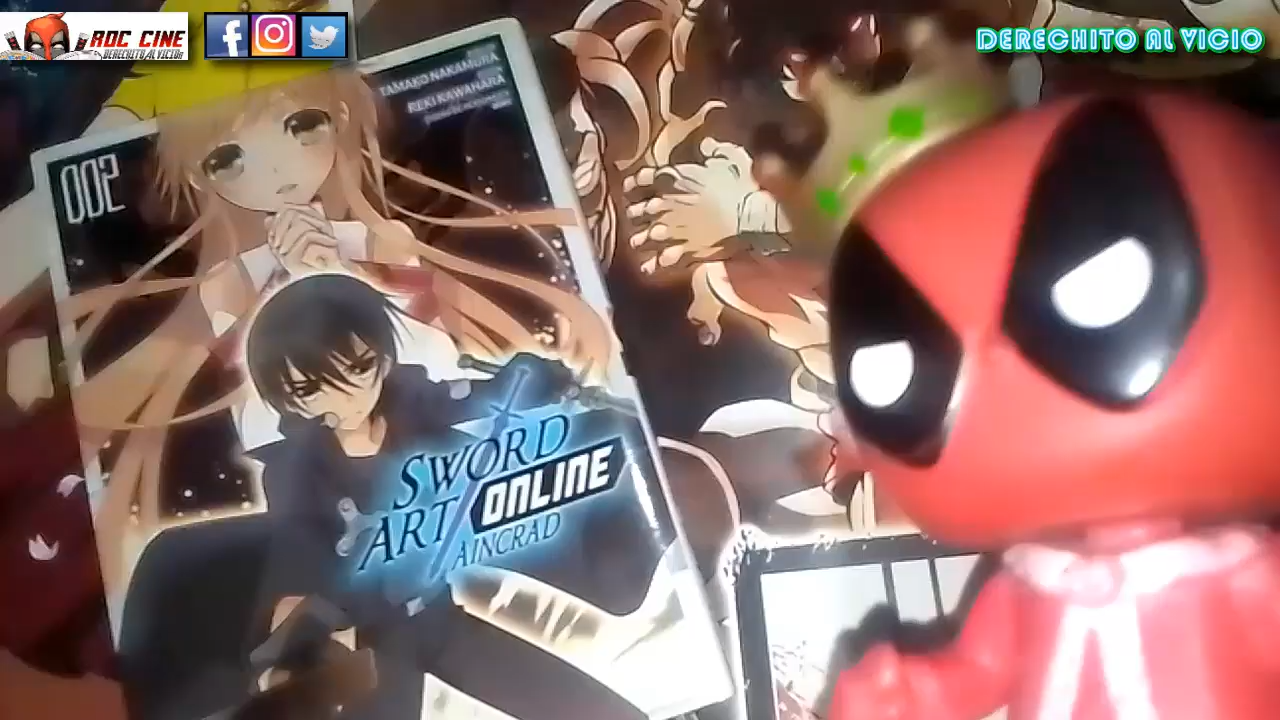 ROC CINE
DERECHITO AL VICIO
DERECHITO AL VICIO
TAMAKO NAKAMURA
REKI KAWAHARA
002
SWORD
ART ONLINE
AINCRAD